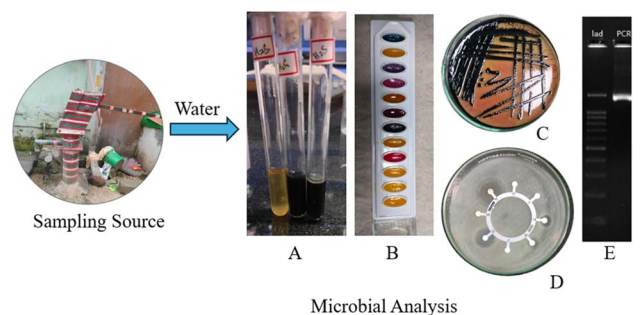 Water
Sampling Source
A
B
C
D
lad
PCR
E
Microbial Analysis